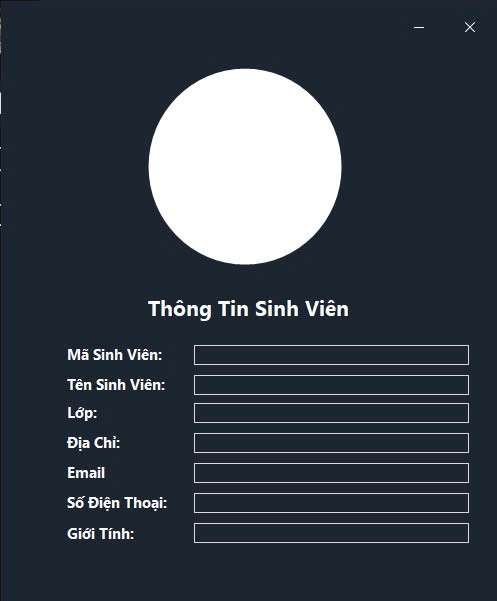 Thông Tin Sinh Viên
Mã Sinh Viên:
Tên Sinh Viên:
Lớp:
Địa Chỉ:
Email
Số Điện Thoại:
Giới Tính: